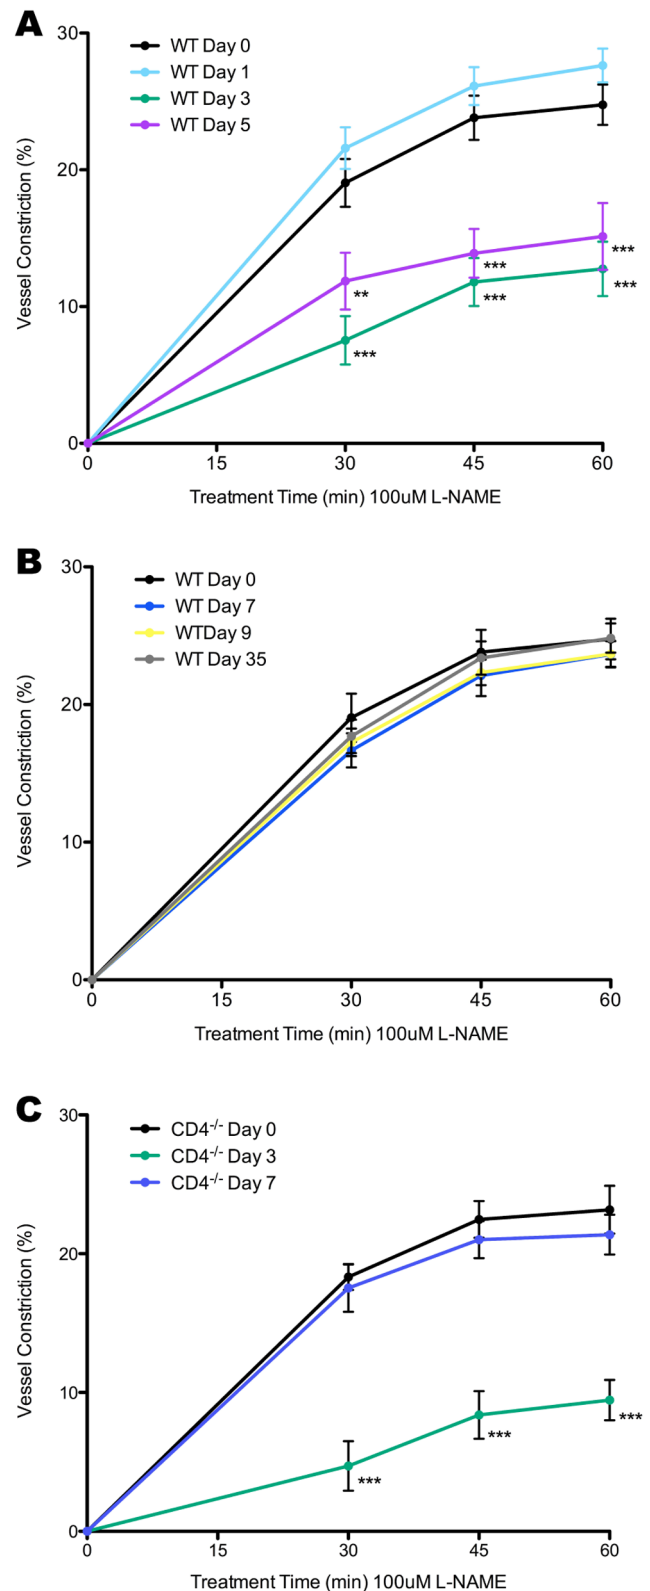 A
30
WT Day 0
WT Day 1
WT Day 3
WT Day 5
20
Vessel Constriction (%)
***
***
**
***
***
10
***
0
0 15 30 45 60
Treatment Time (min) 100uM L-NAME
B
30
WT Day 0
WT Day 7
WTDay 9
WT Day 35
20
Vessel Constriction (%)
10
0
0 15 30 45 60
Treatment Time (min) 100uM L-NAME
C
30
CD4-/- Day 0
CD4-/- Day 3
CD4-/- Day 7
20
Vessel Constriction (%)
10
***
***
***
0
0 15 30 45 60
Treatment Time (min) 100uM L-NAME